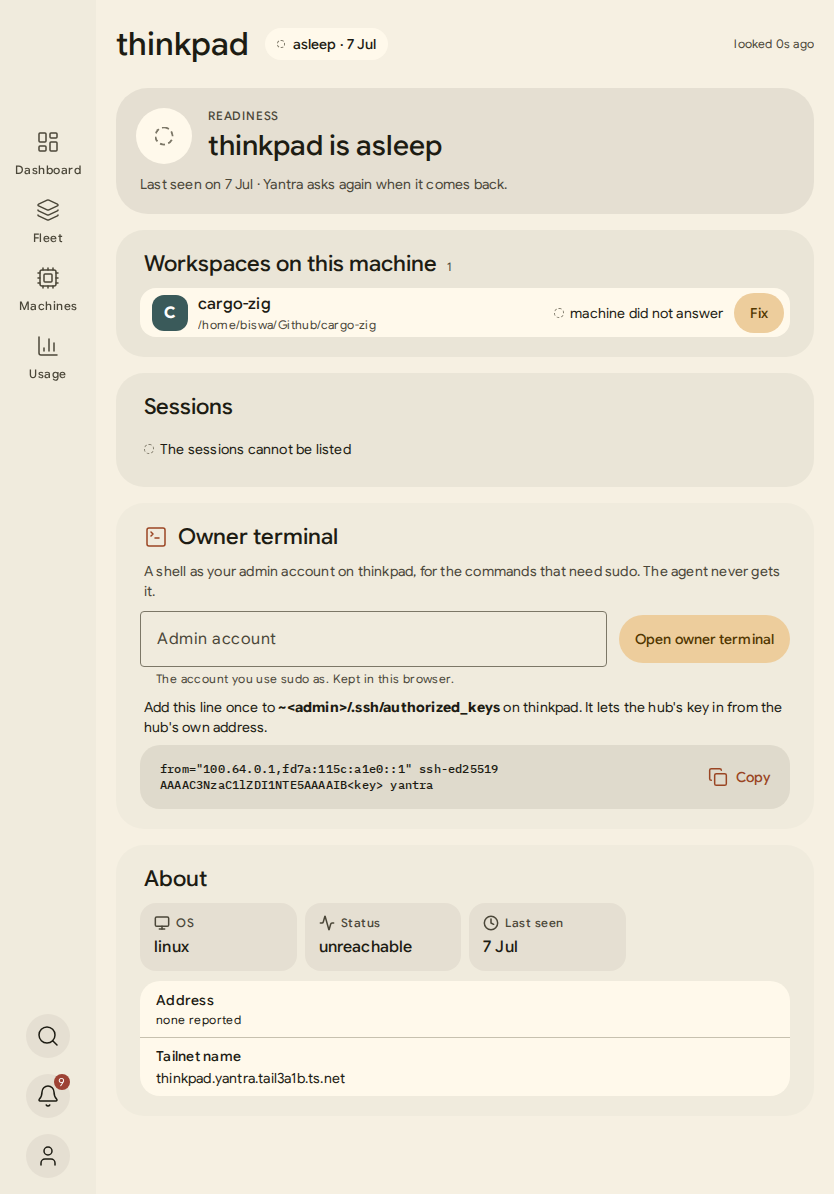 thinkpad
asleep · 7 Jul
looked 0s ago
READINESS
thinkpad is asleep
Last seen on 7 Jul · Yantra asks again when it comes back.
Dashboard
Fleet
Machines
Usage
Workspaces on this machine 1
C
cargo-zig
/home/biswa/Github/cargo-zig
machine did not answer
Fix
Sessions
The sessions cannot be listed
Owner terminal
A shell as your admin account on thinkpad, for the commands that need sudo. The agent never gets
it.
Admin account
Open owner terminal
The account you use sudo as. Kept in this browser.
Add this line once to ~<admin>/.ssh/authorized_keys on thinkpad. It lets the hub's key in from the
hub's own address.
from="100.64.0.1,fd7a:115c:a1e0::1" ssh-ed25519
AAAAC3NzaC1lZDI1NTE5AAAAIB<key> yantra
Copy
About
OS
linux
Status
unreachable
Last seen
7 Jul
Address
none reported
Tailnet name
thinkpad.yantra.tail3a1b.ts.net
9